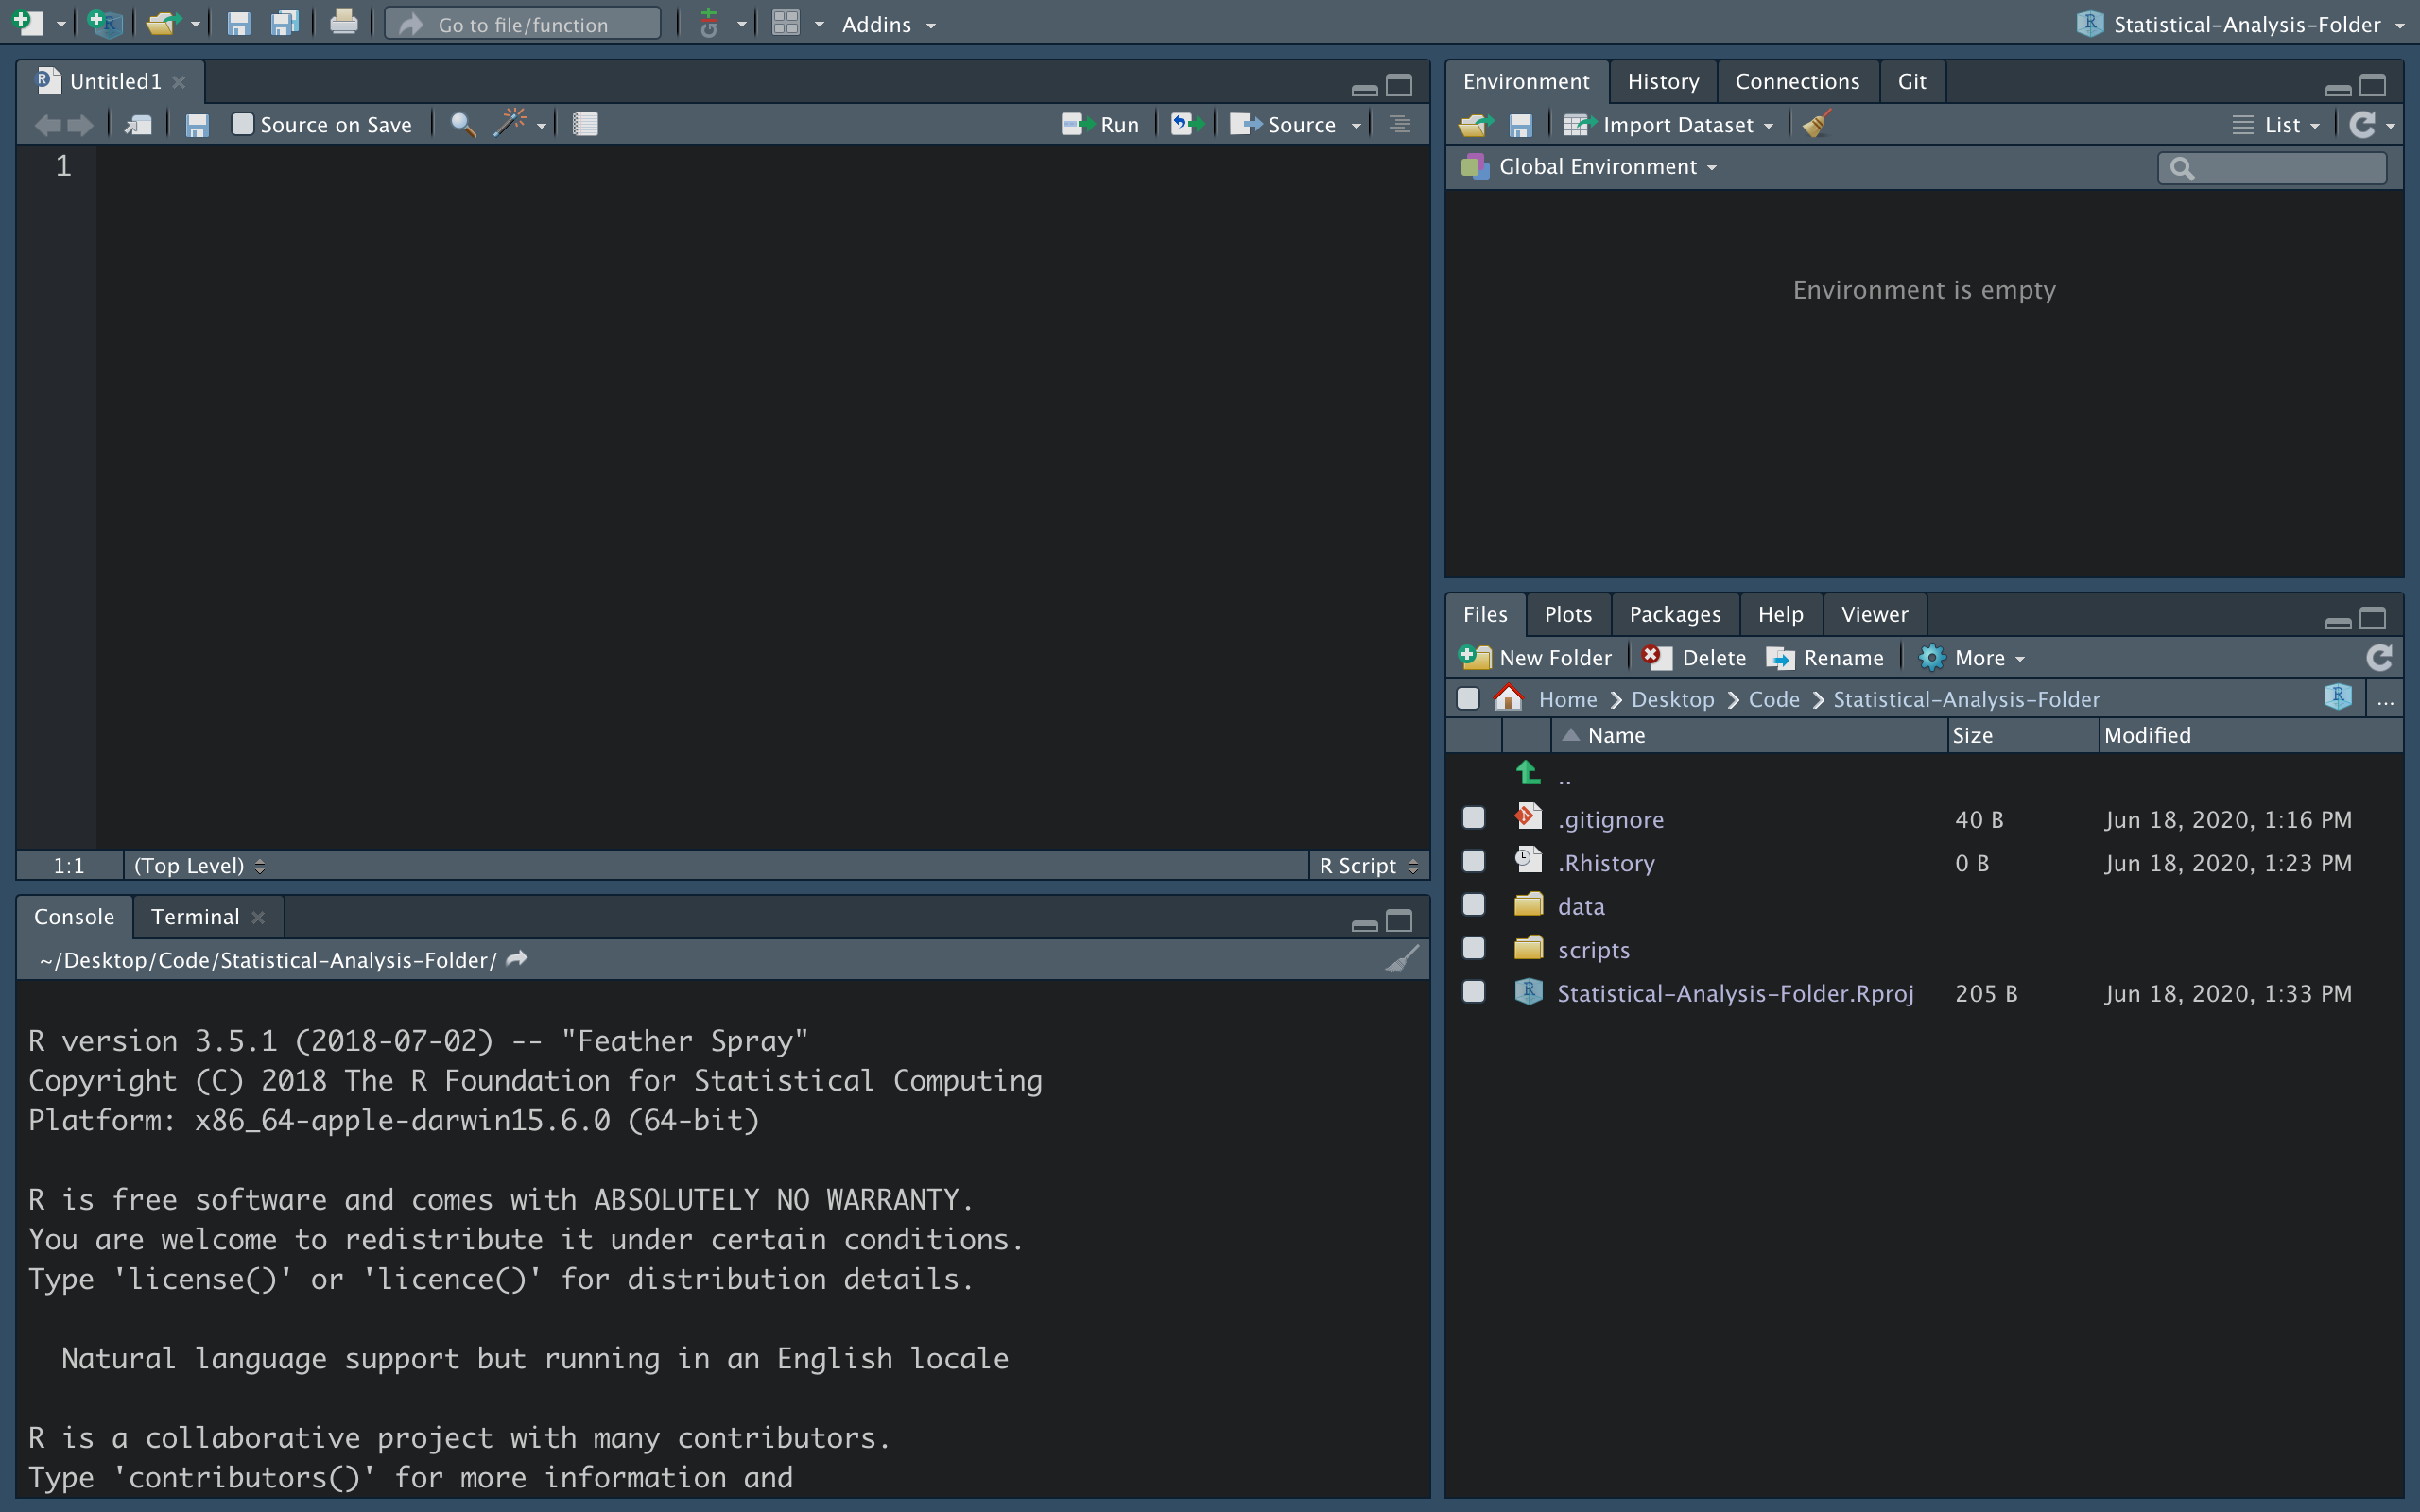 Go to file/function
Addins
Statistical-Analysis-Folder
Untitled1
Source on Save
Run
Source
1
1:1
(Top Level)
R Script
Console Terminal
~/Desktop/Code/Statistical-Analysis-Folder/
R version 3.5.1 (2018-07-02) -- "Feather Spray"
Copyright (C) 2018 The R Foundation for Statistical Computing
Platform: x86_64-apple-darwin15.6.0 (64-bit)
R is free software and comes with ABSOLUTELY NO WARRANTY.
You are welcome to redistribute it under certain conditions.
Type 'license()' or 'licence()' for distribution details.
Natural language support but running in an English locale
R is a collaborative project with many contributors.
Type 'contributors()' for more information and
Environment History Connections Git
Import Dataset List
Global Environment
Environment is empty
Files Plots Packages Help Viewer
New Folder Delete Rename More
Home Desktop Code Statistical-Analysis-Folder ...
Name Size Modified
..
.gitignore 40 B Jun 18, 2020, 1:16 PM
.Rhistory 0 B Jun 18, 2020, 1:23 PM
data
scripts
Statistical-Analysis-Folder.Rproj 205 B Jun 18, 2020, 1:33 PM